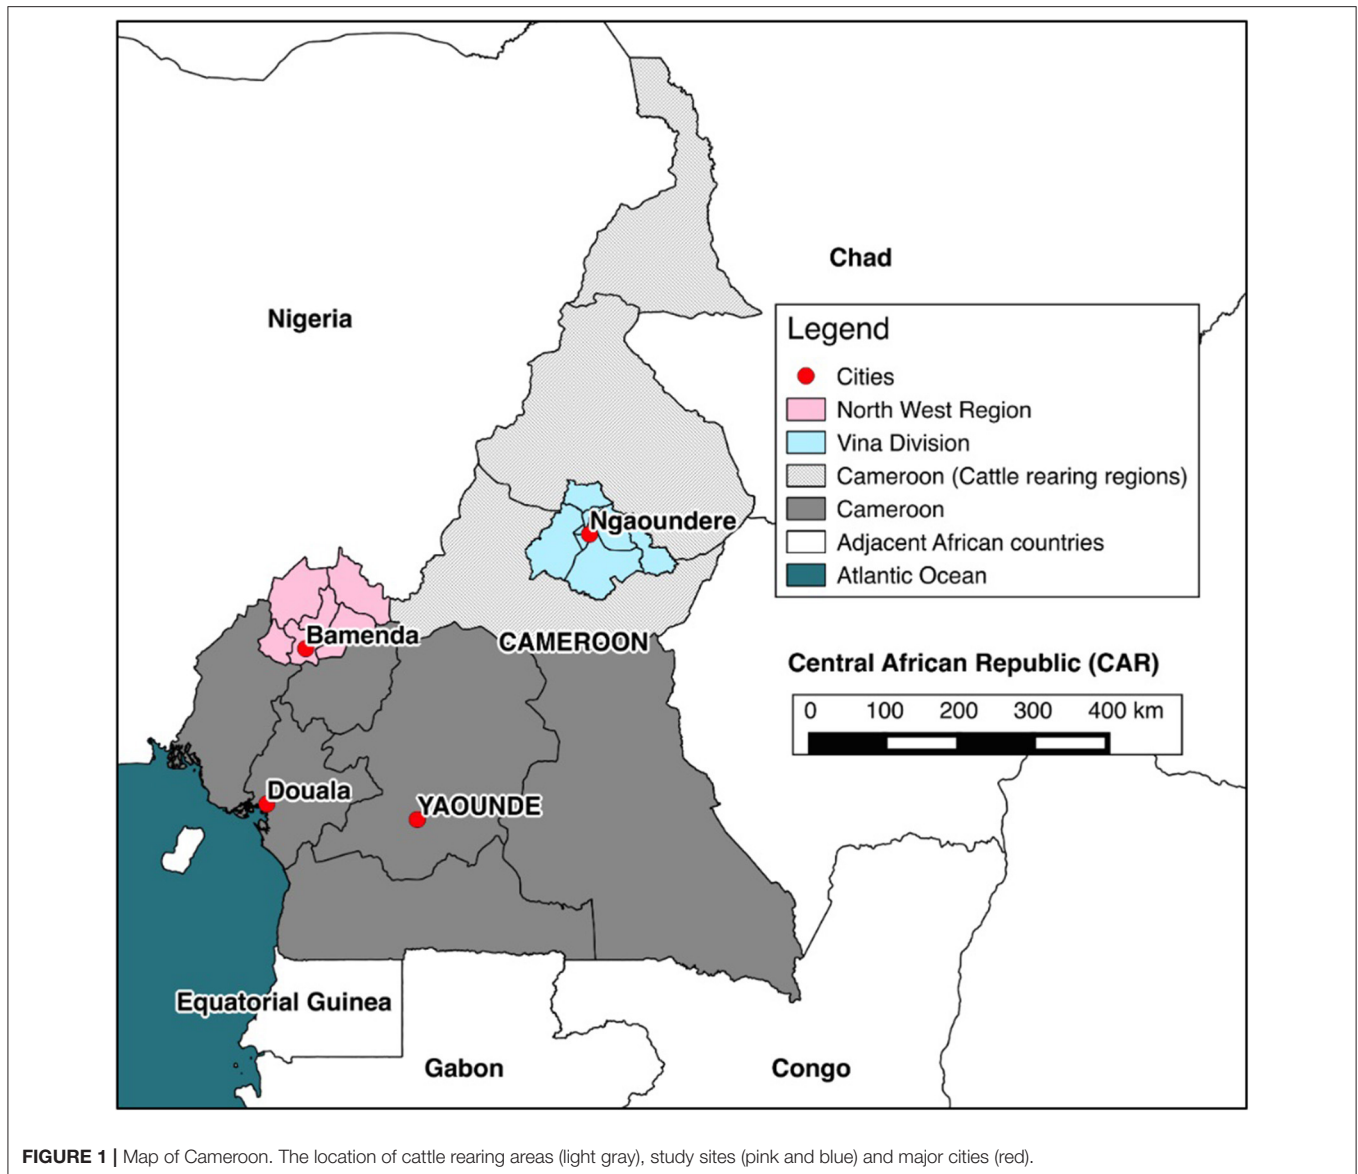 Chad
Nigeria
Legend
Cities
North West Region
Vina Division
Cameroon (Cattle rearing regions)
Cameroon
Adjacent African countries
Atlantic Ocean
Ngaoundere
Bamenda
CAMEROON
Central African Republic (CAR)
0 100 200 300 400 km
Douala
YAOUNDE
Equatorial Guinea
Gabon
Congo
FIGURE 1 | Map of Cameroon. The location of cattle rearing areas (light gray), study sites (pink and blue) and major cities (red).